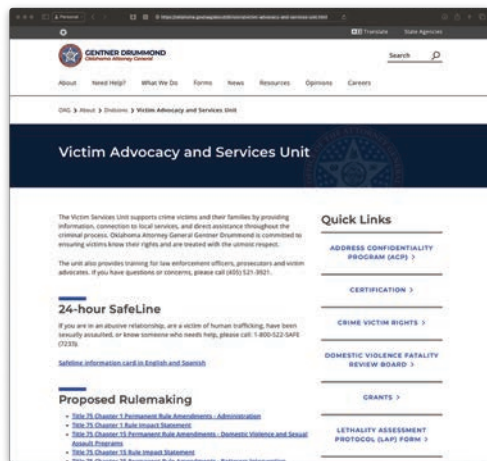 Translate State Agencies
GENTNER DRUMMOND
Oklahoma Attorney General
Search
About Need Help? What We Do Forms News Resources Opinions Careers
OAG > About > Divisions > Victim Advocacy and Services Unit
Victim Advocacy and Services Unit
The Victim Services Unit supports crime victims and their families by providing
information, connection to local services, and direct assistance throughout the
criminal process. Oklahoma Attorney General Gentner Drummond is committed to
ensuring victims know their rights and are treated with the utmost respect.
The unit also provides training for law enforcement officers, prosecutors and victim
advocates. If you have questions or concerns, please call (405) 521-3921.
24-hour SafeLine
If you are in an abusive relationship, are a victim of human trafficking, have been
sexually assaulted, or know someone who needs help, please call: 1-800-522-SAFE
(7233).
Safeline information card in English and Spanish
Proposed Rulemaking
Title 75 Chapter 1 Permanent Rule Amendments - Administration
Title 75 Chapter 1 Rule Impact Statement
Title 75 Chapter 15 Permanent Rule Amendments - Domestic Violence and Sexual
Assault Programs
Title 75 Chapter 15 Rule Impact Statement
Quick Links
ADDRESS CONFIDENTIALITY
PROGRAM (ACP) >
CERTIFICATION >
CRIME VICTIM RIGHTS >
DOMESTIC VIOLENCE FATALITY
REVIEW BOARD >
GRANTS >
LETHALITY ASSESSMENT
PROTOCOL (LAP) FORM >